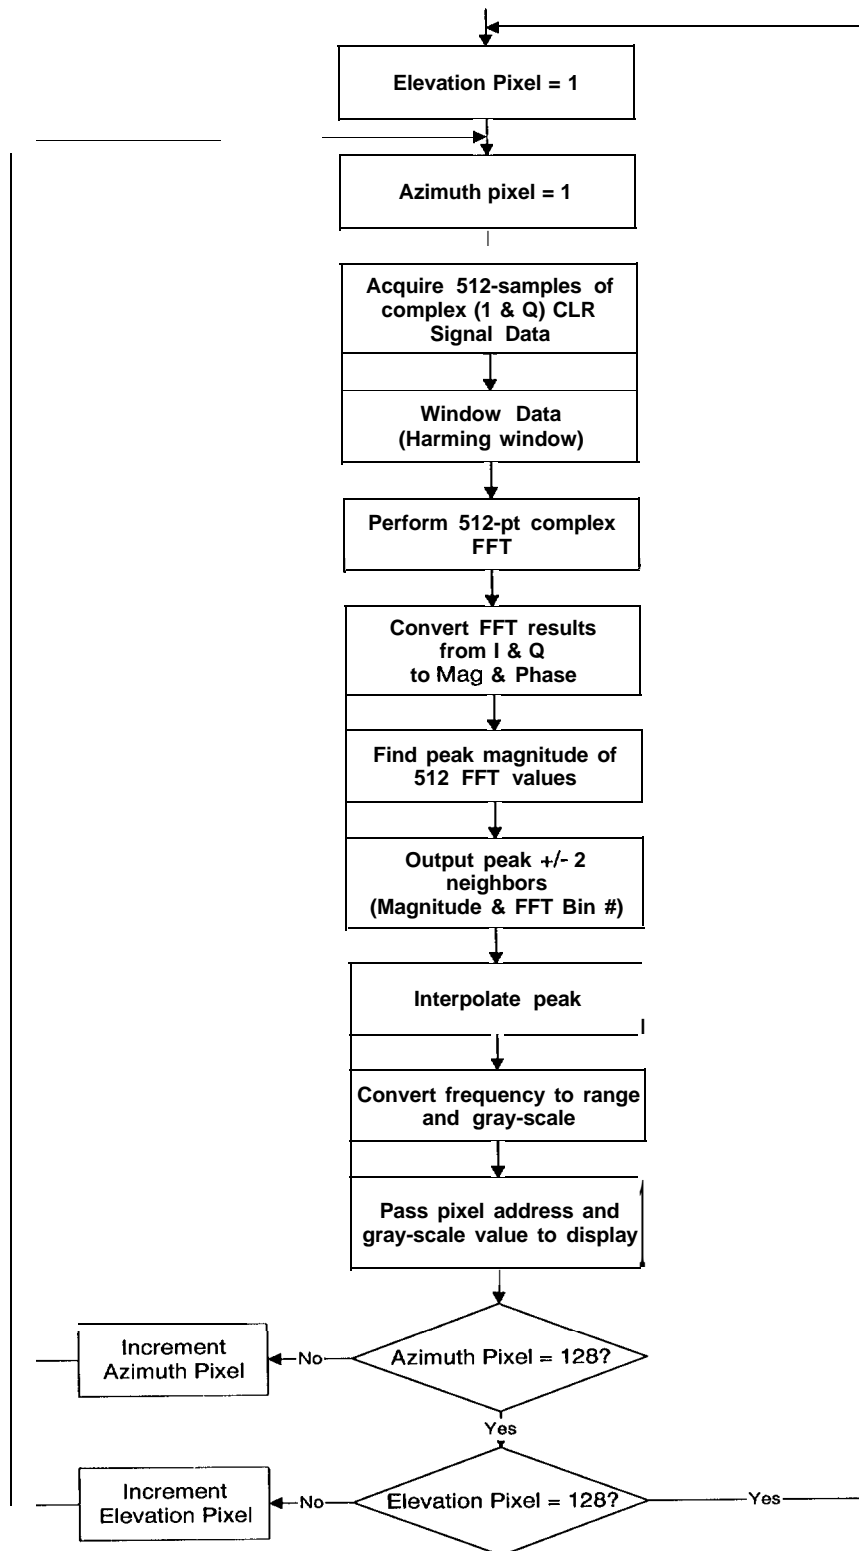 Elevation Pixel = 1
Azimuth pixel = 1
Acquire 512-samples of
complex (1 & Q) CLR
Signal Data
Window Data
(Harming window)
Perform 512-pt complex
FFT
Convert FFT results
from I & Q
to Mag & Phase
Find peak magnitude of
512 FFT values
Output peak +/- 2
neighbors
(Magnitude & FFT Bin #)
Interpolate peak
Convert frequency to range
and gray-scale
Pass pixel address and
gray-scale value to display
Increment
Azimuth Pixel
No
Azimuth Pixel = 128?
Yes
Increment
Elevation Pixel
No
Elevation Pixel = 128?
Yes